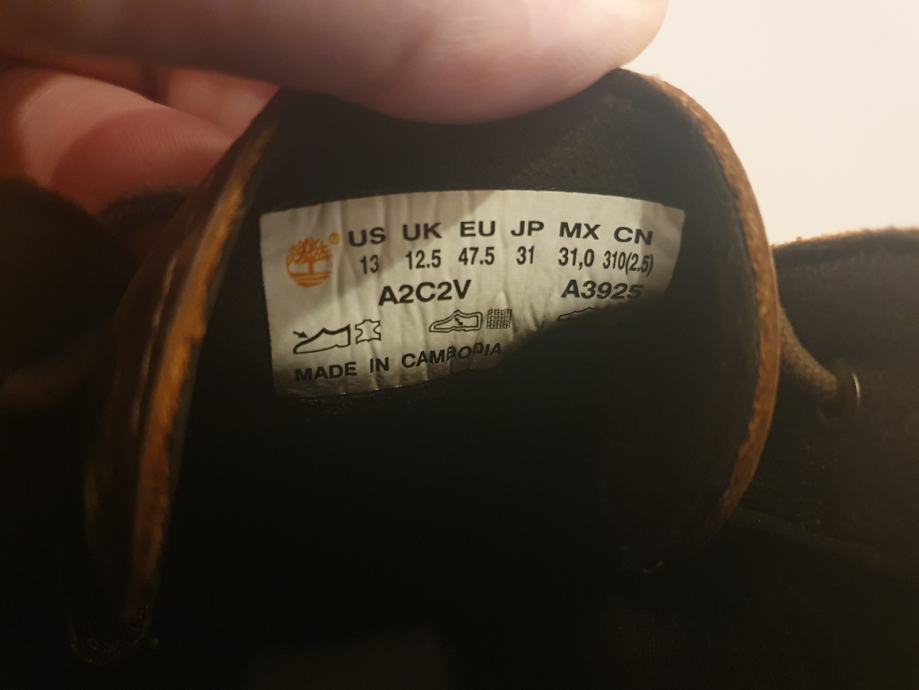 ® US UK EU JP MX CN
13 12.5 47.5 31 31,0 310(2.5)
A2C2V A3925
MADE IN CAMBODIA